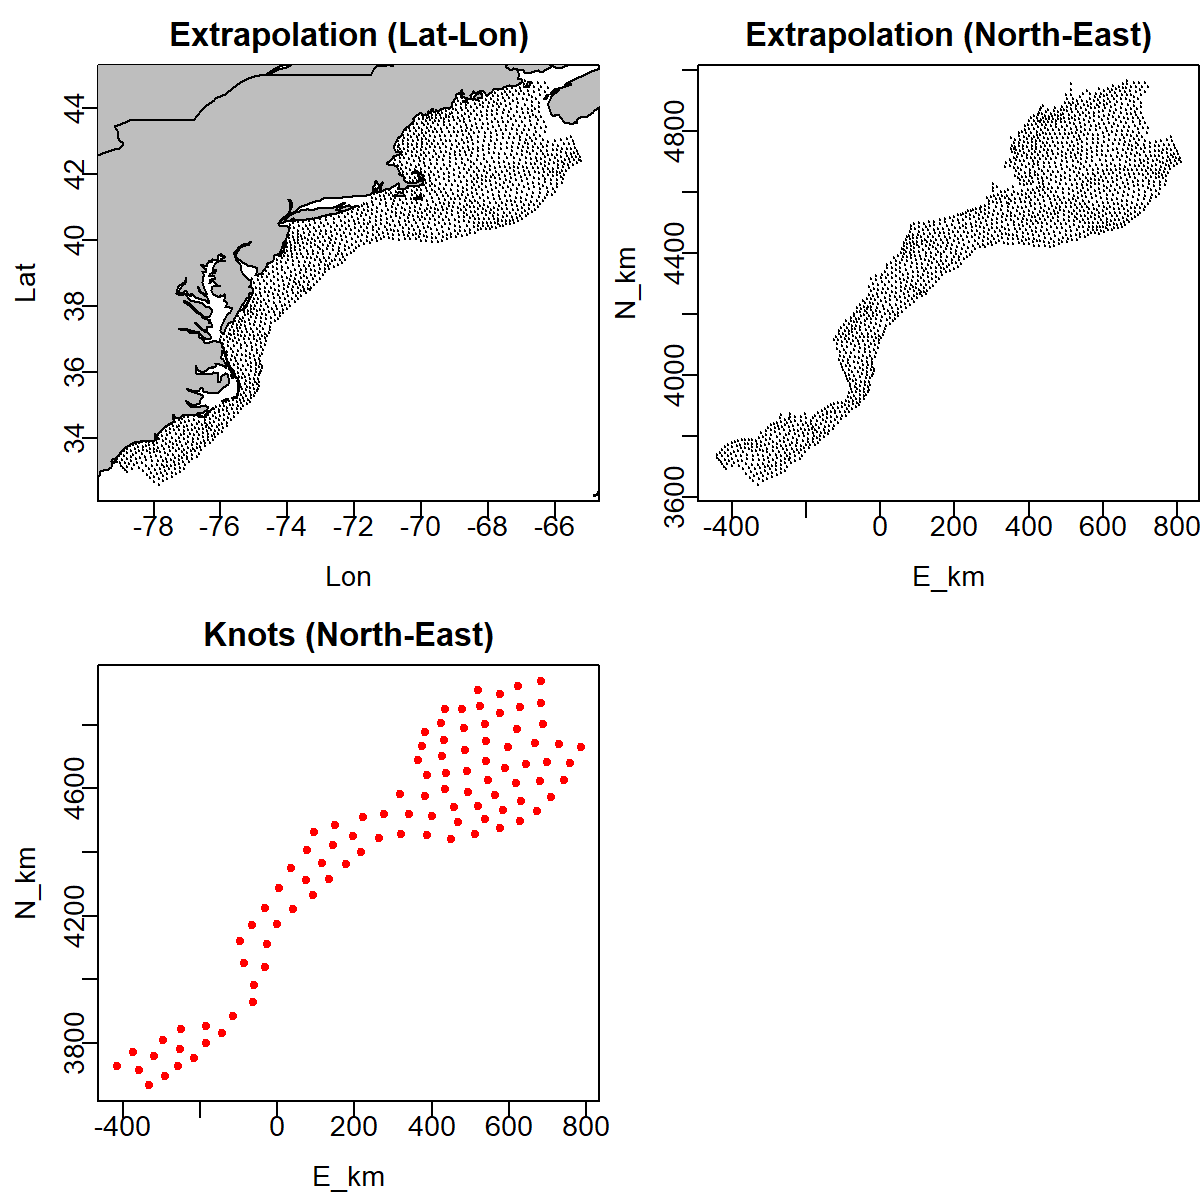 Extrapolation (Lat-Lon)
Lat
44
42
40
38
36
34
-78 -76 -74 -72 -70 -68 -66
Lon
Extrapolation (North-East)
N_km
4800
4400
4000
3600
-400 0 200 400 600 800
E_km
Knots (North-East)
N_km
4600
4200
3800
-400 0 200 400 600 800
E_km